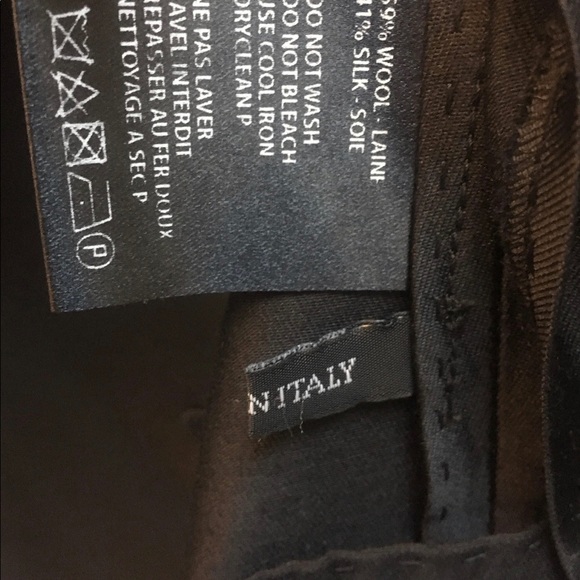 59% WOOL - LAINE
41% SILK - SOIE
DO NOT WASH
DO NOT BLEACH
USE COOL IRON
DRYCLEAN P
NE PAS LAVER
JAVEL INTERDIT
REPASSER AU FER DOUX
NETTOYAGE A SEC P
P
N ITALY